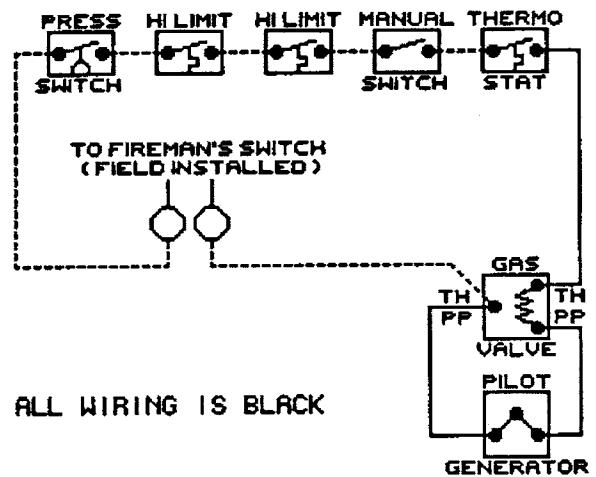 PRESS HI LIMIT HI LIMIT MANUAL THERMO
SWITCH SWITCH STAT
TO FIREMAN'S SWITCH
(FIELD INSTALLED)
GAS
TH TH
PP PP
VALVE
PILOT
ALL WIRING IS BLACK
GENERATOR